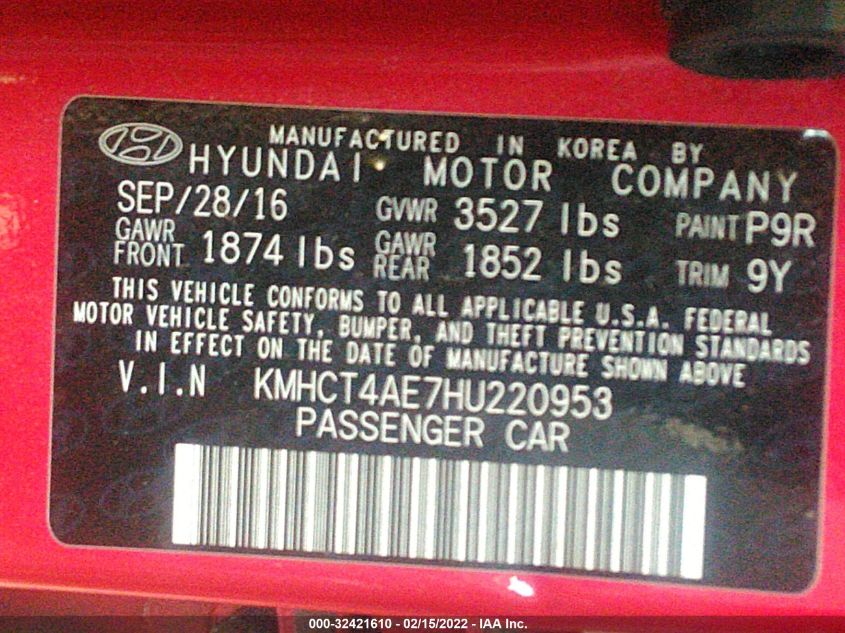 MANUFACTURED IN KOREA BY
HYUNDAI MOTOR COMPANY
SEP/28/16 GVWR 3527 lbs PAINT P9R
GAWR FRONT 1874 lbs GAWR REAR 1852 lbs TRIM 9Y
THIS VEHICLE CONFORMS TO ALL APPLICABLE U.S.A. FEDERAL
MOTOR VEHICLE SAFETY, BUMPER, AND THEFT PREVENTION STANDARDS
IN EFFECT ON THE DATE OF MANUFACTURE SHOWN ABOVE
V.I.N KMHCT4AE7HU220953
PASSENGER CAR
000-32421610 - 02/15/2022 - IAA Inc.